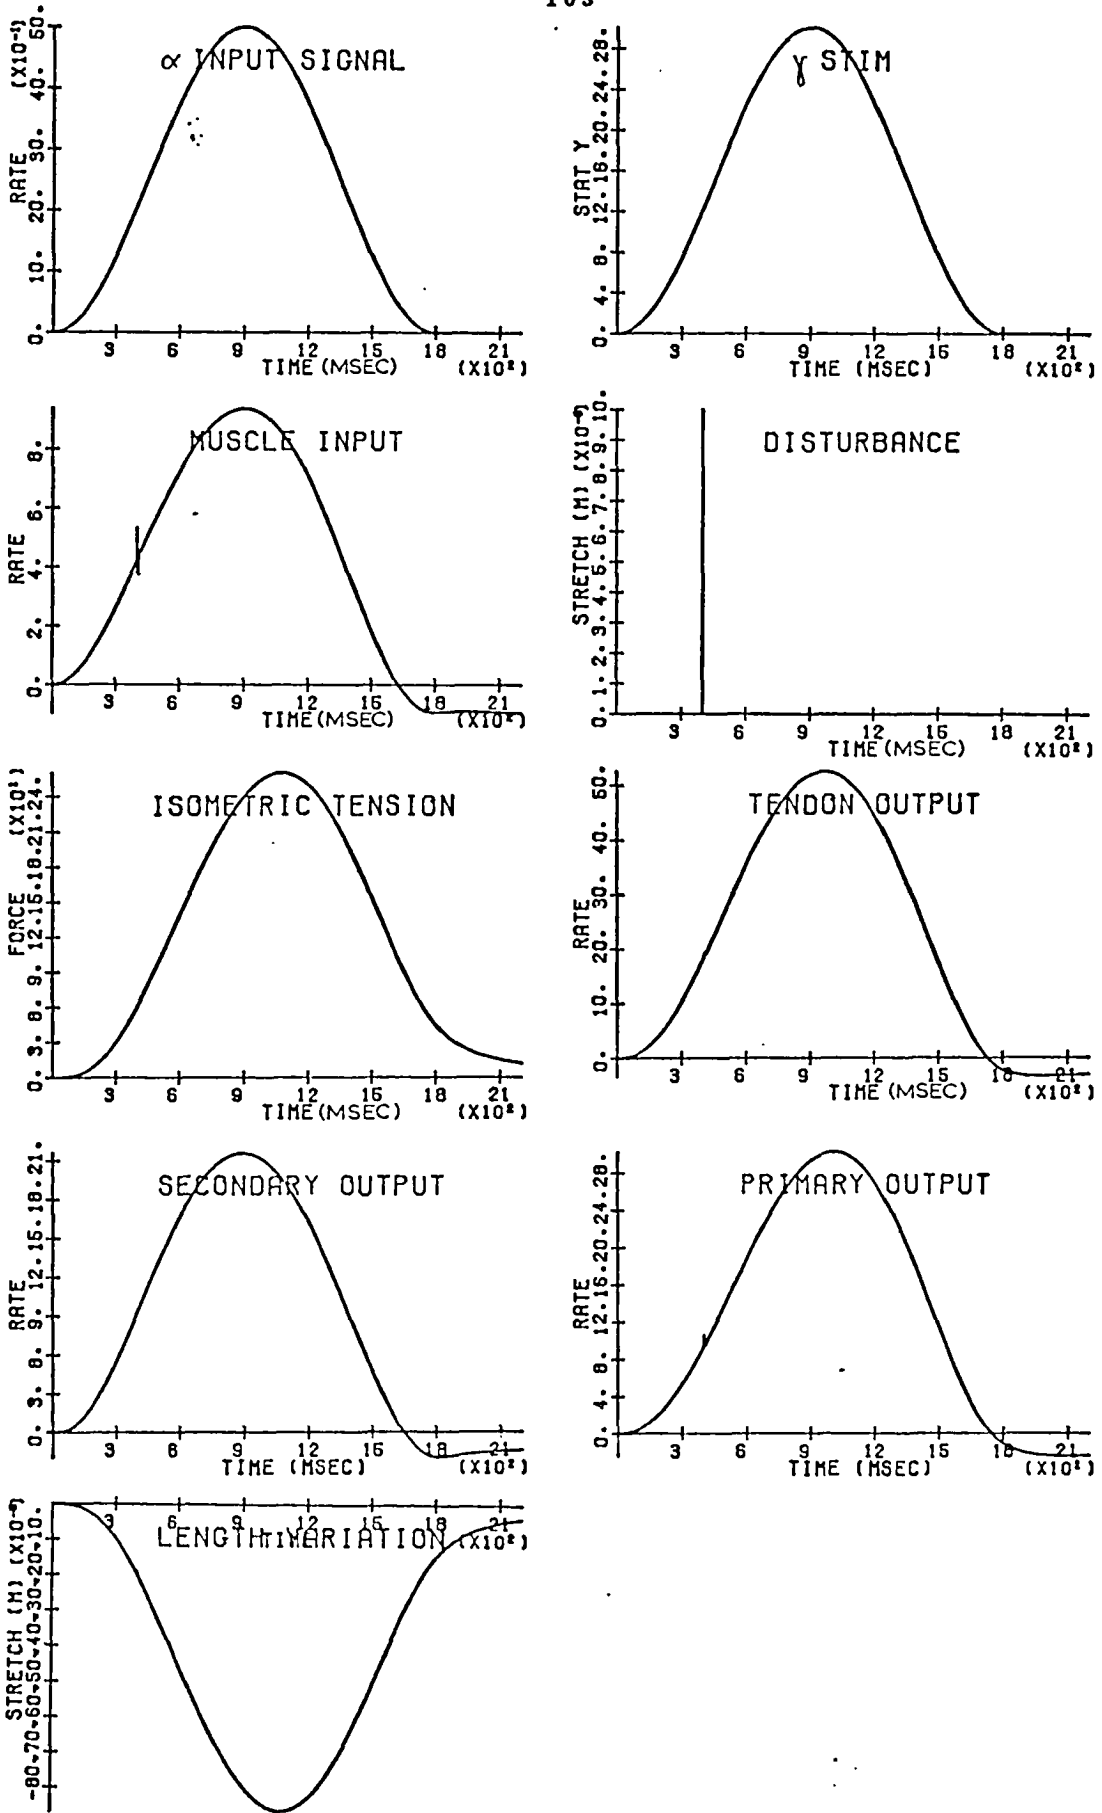 103
α INPUT SIGNAL
RATE (X10⁻¹)
0. 10. 20. 30. 40. 50.
3 6 9 12 15 18 21
TIME (MSEC) (X10²)
γ STIM
STAT Y
0. 4. 8. 12. 16. 20. 24. 28.
3 6 9 12 15 18 21
TIME (MSEC) (X10²)
MUSCLE INPUT
RATE
0. 2. 4. 6. 8.
3 6 9 12 15 18 21
TIME (MSEC) (X10²)
DISTURBANCE
STRETCH (M) 
0. 1. 2. 3. 4. 5. 6. 7. 8. 9. 10.
3 6 9 12 15 18 21
TIME (MSEC) (X10²)
ISOMETRIC TENSION
FORCE (X10¹)
0. 3. 6. 9. 12. 15. 18. 21. 24.
3 6 9 12 15 18 21
TIME (MSEC) (X10²)
TENDON OUTPUT
RATE
0. 10. 20. 30. 40. 50.
3 6 9 12 15 18 21
TIME (MSEC) (X10²)
SECONDARY OUTPUT
RATE
0. 3. 6. 9. 12. 15. 18. 21.
3 6 9 12 15 18 21
TIME (MSEC) (X10²)
PRIMARY OUTPUT
RATE
0. 4. 8. 12. 16. 20. 24. 28.
3 6 9 12 15 18 21
TIME (MSEC) (X10²)
LENGTH VARIATION
STRETCH (M)
-80. -70. -60. -50. -40. -30. -20. -10.
3 6 9 12 15 18 21
(X10²)